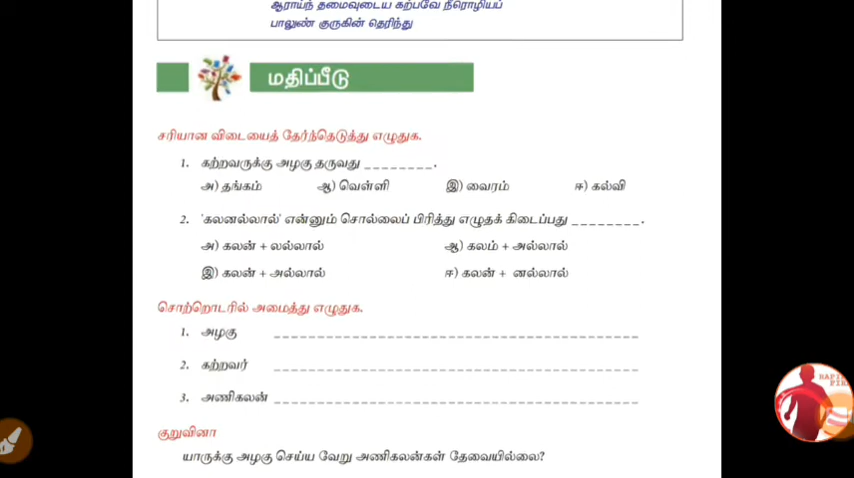 ஆராய்ந் தமைவுடைய கற்பவே நீரொழியப்
பாலுண் குருகின் தெரிந்து
மதிப்பீடு
சரியான விடையைத் தேர்ந்தெடுத்து எழுதுக.
1. கற்றவருக்கு அழகு தருவது ________.
அ) தங்கம் ஆ) வெள்ளி இ) வைரம் ஈ) கல்வி
2. 'கலனல்லால்' என்னும் சொல்லைப் பிரித்து எழுதக் கிடைப்பது ________.
அ) கலன் + லல்லால் ஆ) கலம் + அல்லால்
இ) கலன் + அல்லால் ஈ) கலன் + னல்லால்
சொற்றொடரில் அமைத்து எழுதுக.
1. அழகு
2. கற்றவர்
3. அணிகலன்
குறுவினா
யாருக்கு அழகு செய்ய வேறு அணிகலன்கள் தேவையில்லை?